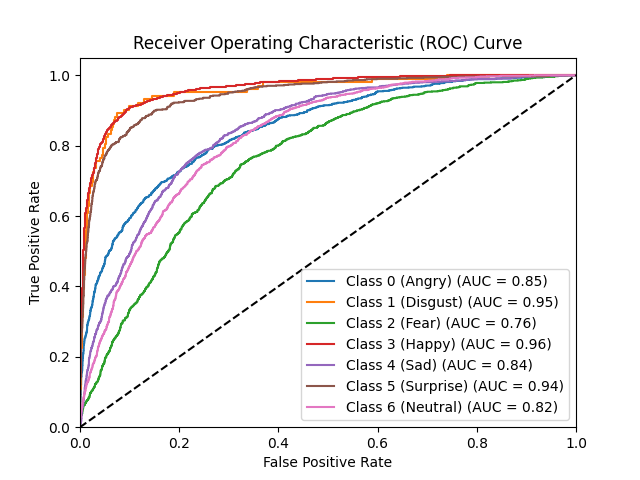 Receiver Operating Characteristic (ROC) Curve
1.0
0.8
0.6
0.4
0.2
0.0
True Positive Rate
Class 0 (Angry) (AUC = 0.85)
Class 1 (Disgust) (AUC = 0.95)
Class 2 (Fear) (AUC = 0.76)
Class 3 (Happy) (AUC = 0.96)
Class 4 (Sad) (AUC = 0.84)
Class 5 (Surprise) (AUC = 0.94)
Class 6 (Neutral) (AUC = 0.82)
0.0 0.2 0.4 0.6 0.8 1.0
False Positive Rate